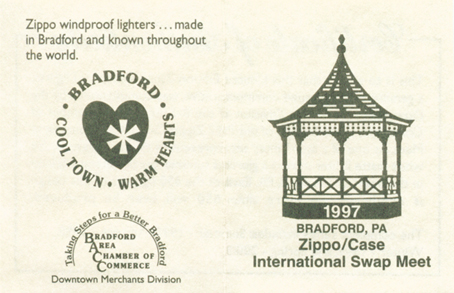 Zippo windproof lighters ... made
in Bradford and known throughout
the world.
• BRADFORD •
COOL TOWN • WARM HEARTS
Taking Steps for a Better Bradford
BRADFORD
AREA
CHAMBER OF
COMMERCE
Downtown Merchants Division
1997
BRADFORD, PA
Zippo/Case
International Swap Meet